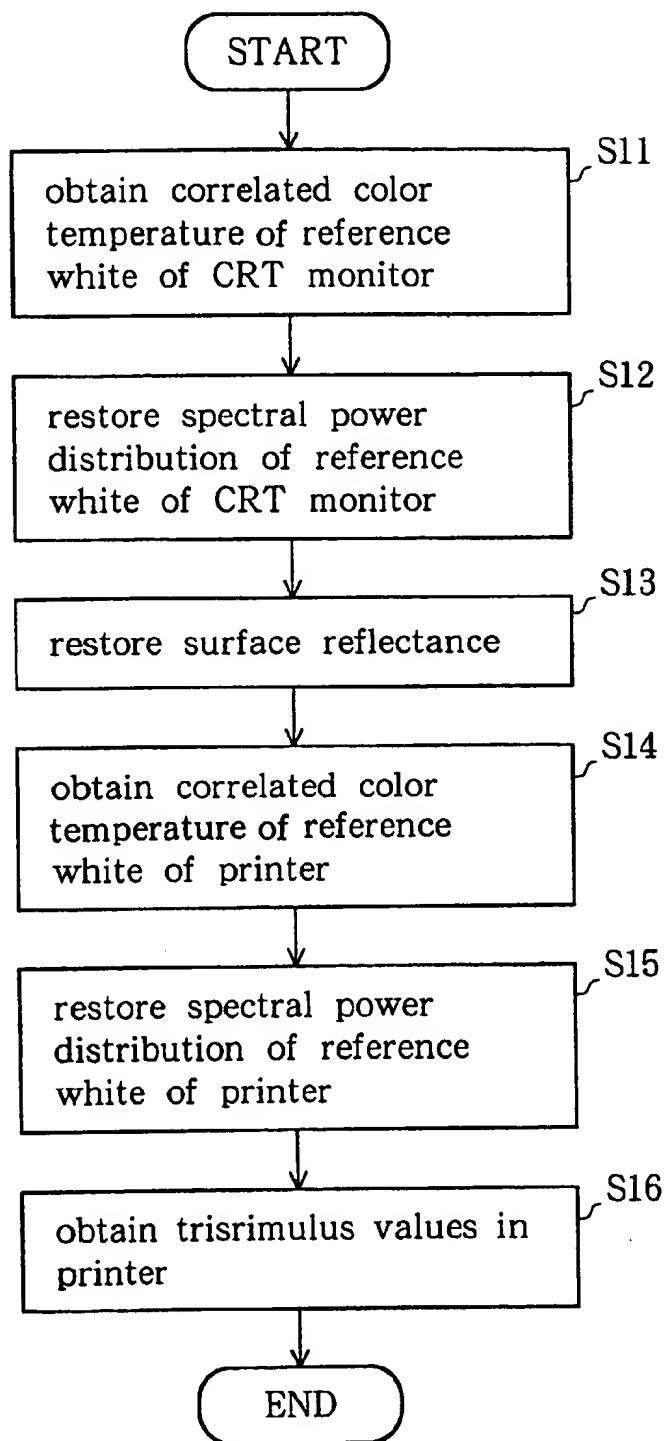 START
S11
obtain correlated color
temperature of reference
white of CRT monitor
S12
restore spectral power
distribution of reference
white of CRT monitor
S13
restore surface reflectance
S14
obtain correlated color
temperature of reference
white of printer
S15
restore spectral power
distribution of reference
white of printer
S16
obtain trisrimulus values in
printer
END